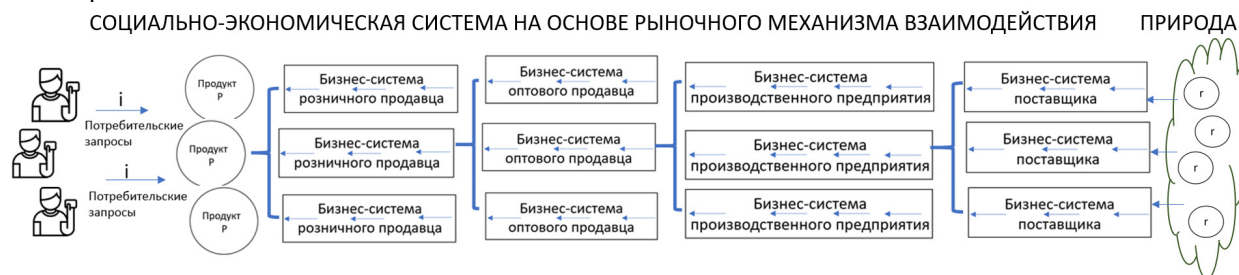 СОЦИАЛЬНО-ЭКОНОМИЧЕСКАЯ СИСТЕМА НА ОСНОВЕ РЫНОЧНОГО МЕХАНИЗМА ВЗАИМОДЕЙСТВИЯ
ПРИРОДА
i
Потребительские
запросы
i
Потребительские
запросы
Продукт
P
Продукт
P
Продукт
P
Бизнес-система
розничного продавца
Бизнес-система
розничного продавца
Бизнес-система
розничного продавца
Бизнес-система
оптового продавца
Бизнес-система
оптового продавца
Бизнес-система
оптового продавца
Бизнес-система
производственного предприятия
Бизнес-система
производственного предприятия
Бизнес-система
производственного предприятия
Бизнес-система
поставщика
Бизнес-система
поставщика
Бизнес-система
поставщика
r
r
r
r